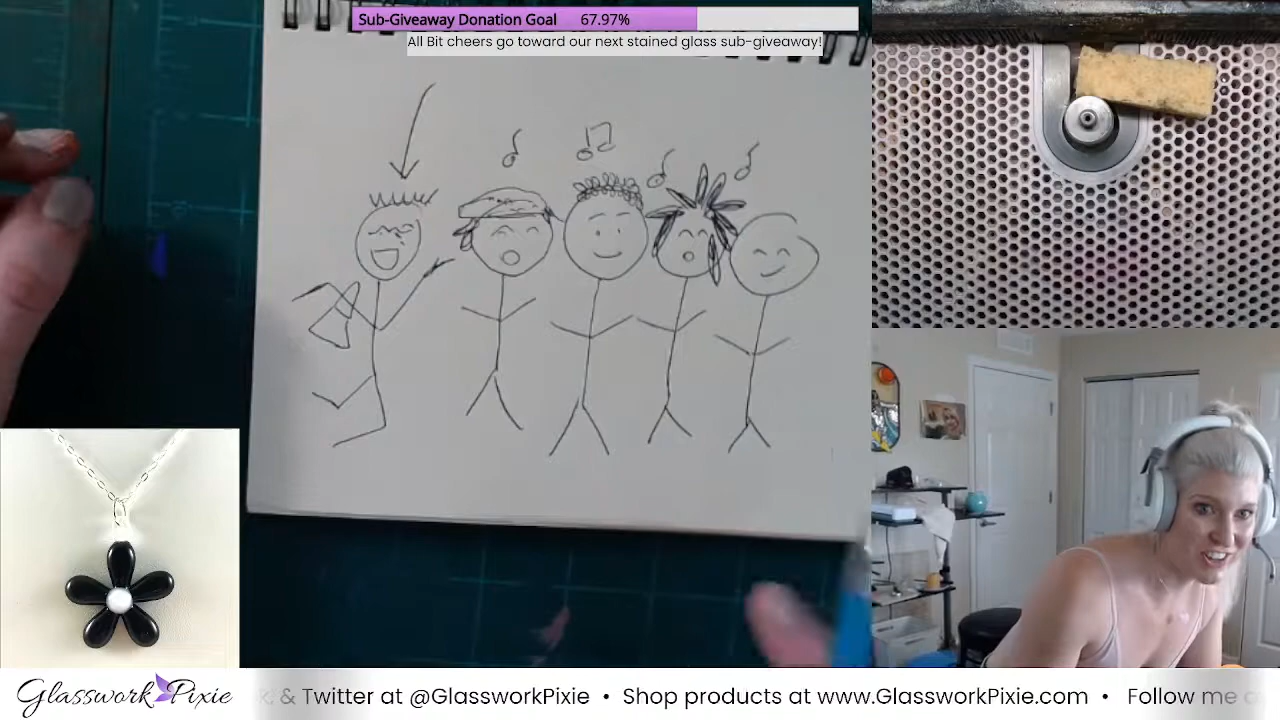 Sub-Giveaway Donation Goal 67.97%
All Bit cheers go toward our next stained glass sub-giveaway!
Glasswork Pixie
& Twitter at @GlassworkPixie • Shop products at www.GlassworkPixie.com • Follow me